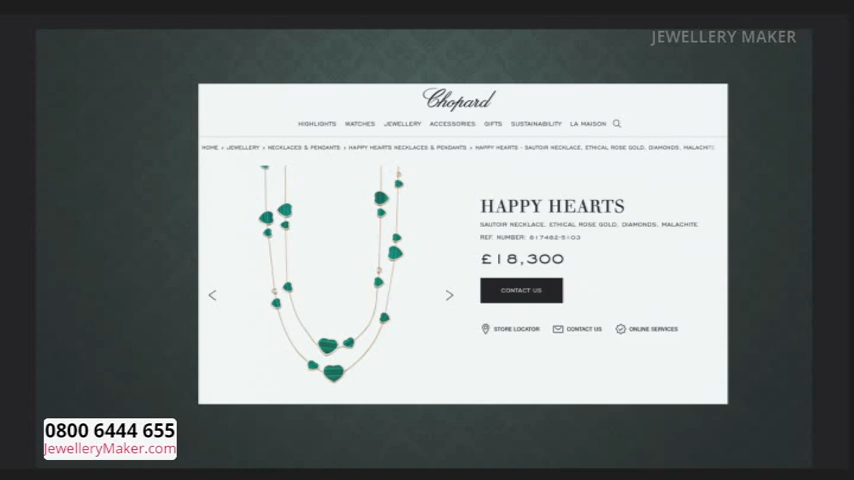 JEWELLERY MAKER
Chopard
HIGHLIGHTS WATCHES JEWELLERY ACCESSORIES GIFTS SUSTAINABILITY LA MAISON
HOME › JEWELLERY › NECKLACES & PENDANTS › HAPPY HEARTS NECKLACES & PENDANTS › HAPPY HEARTS - SAUTOIR NECKLACE, ETHICAL ROSE GOLD, DIAMONDS, MALACHITE
HAPPY HEARTS
SAUTOIR NECKLACE, ETHICAL ROSE GOLD, DIAMONDS, MALACHITE
REF. NUMBER: 817482-5103
£18,300
CONTACT US
STORE LOCATOR CONTACT US ONLINE SERVICES
0800 6444 655
JewelleryMaker.com